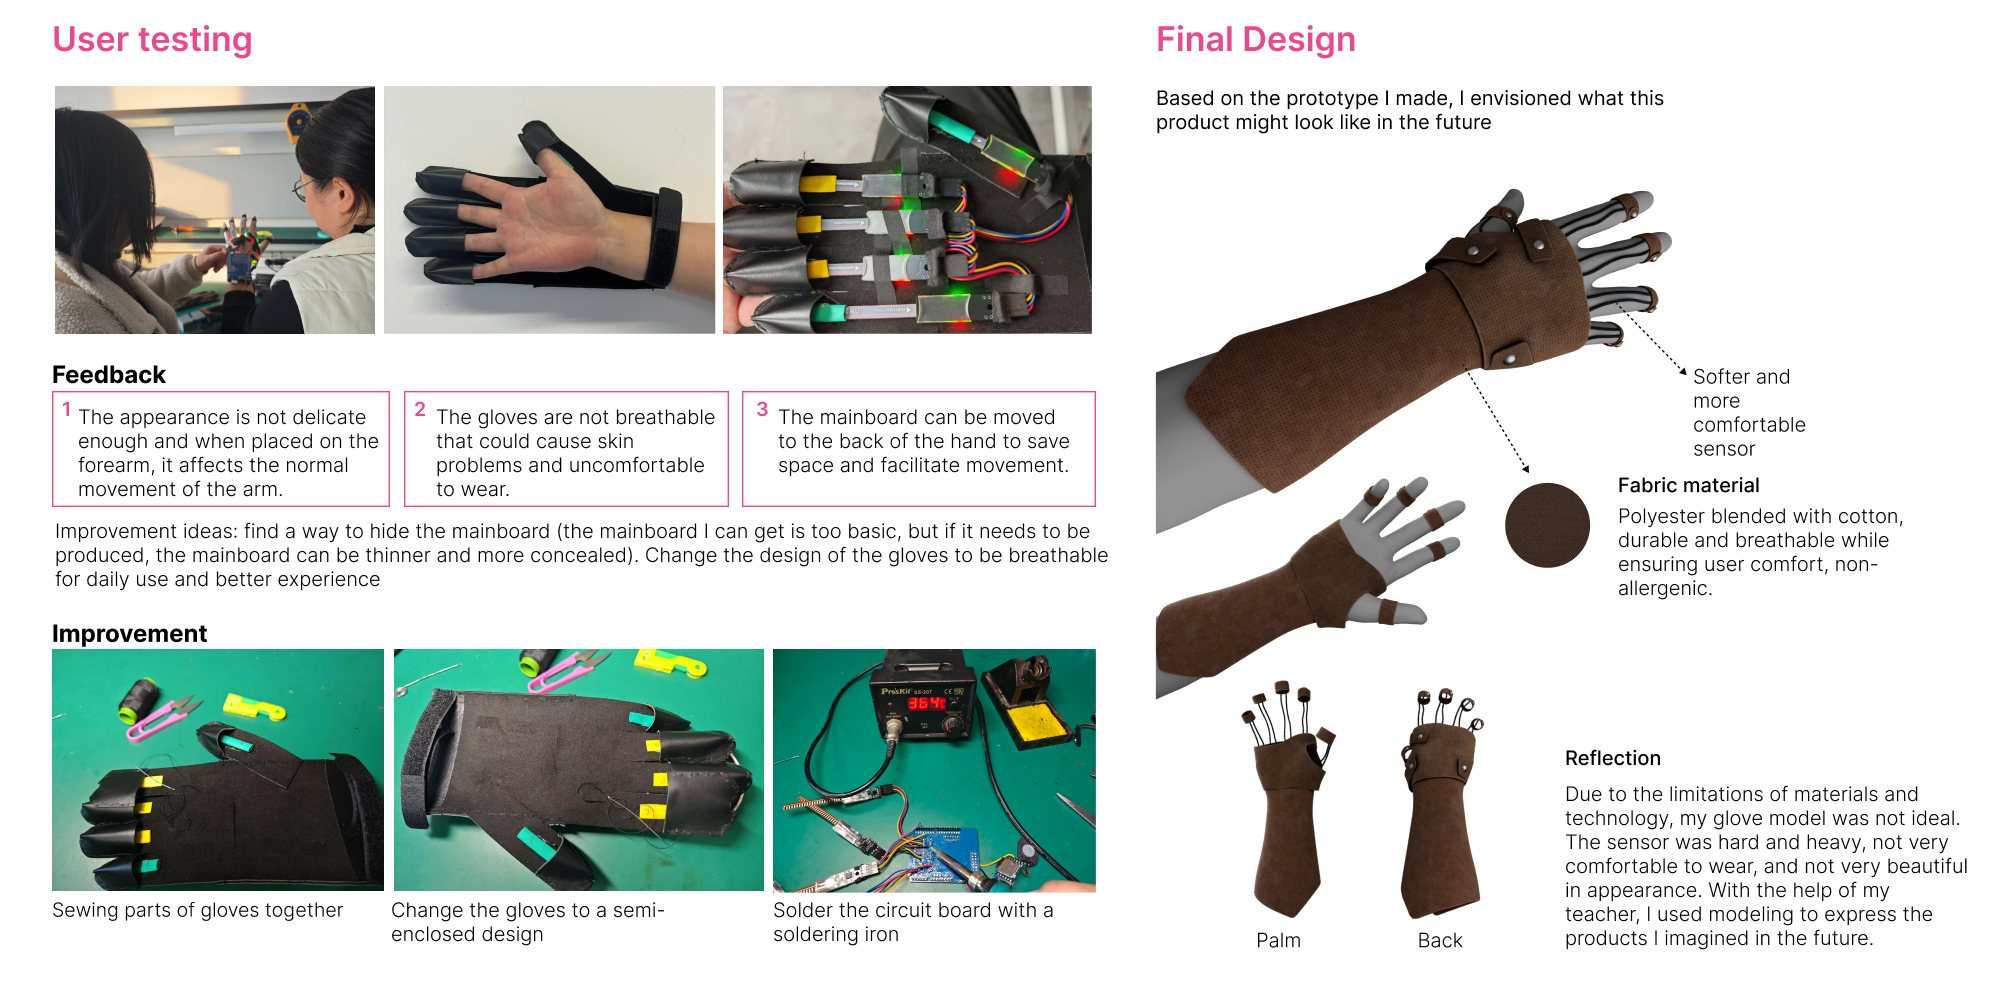 User testing
Feedback
1
The appearance is not delicate
enough and when placed on the
forearm, it affects the normal
movement of the arm.
2
The gloves are not breathable
that could cause skin
problems and uncomfortable
to wear.
3
The mainboard can be moved
to the back of the hand to save
space and facilitate movement.
Improvement ideas: find a way to hide the mainboard (the mainboard I can get is too basic, but if it needs to be
produced, the mainboard can be thinner and more concealed). Change the design of the gloves to be breathable
for daily use and better experience
Improvement
Pro'sKit SS-207 CE
364°C
Sewing parts of gloves together
Change the gloves to a semi-
enclosed design
Solder the circuit board with a
soldering iron
Final Design
Based on the prototype I made, I envisioned what this
product might look like in the future
Softer and
more
comfortable
sensor
Fabric material
Polyester blended with cotton,
durable and breathable while
ensuring user comfort, non-
allergenic.
Palm
Back
Reflection
Due to the limitations of materials and
technology, my glove model was not ideal.
The sensor was hard and heavy, not very
comfortable to wear, and not very beautiful
in appearance. With the help of my
teacher, I used modeling to express the
products I imagined in the future.